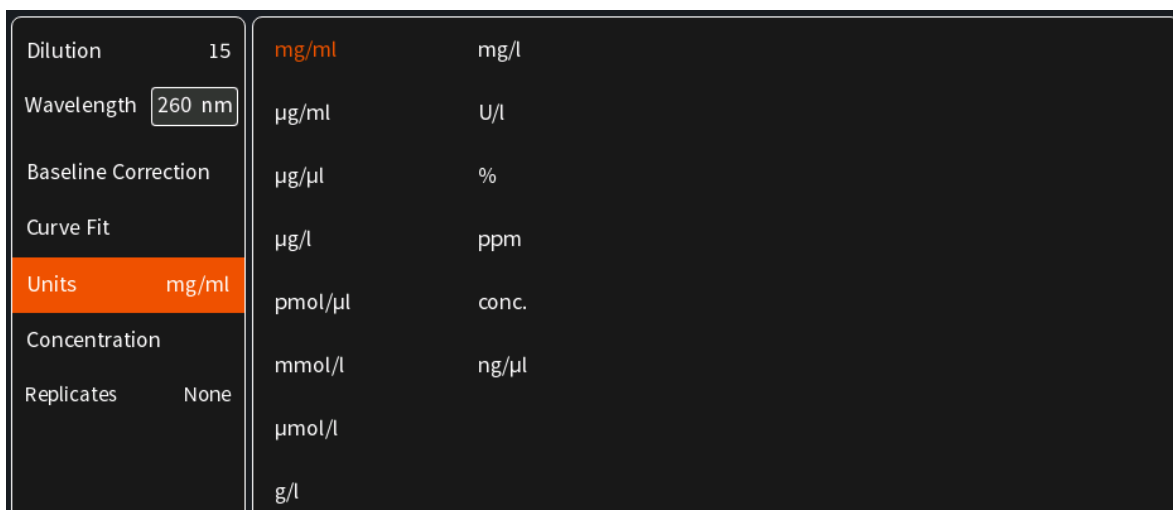 Dilution 15
Wavelength 260 nm
Baseline Correction
Curve Fit
Units mg/ml
Concentration
Replicates None
mg/ml mg/l
µg/ml U/l
µg/µl %
µg/l ppm
pmol/µl conc.
mmol/l ng/µl
µmol/l
g/l